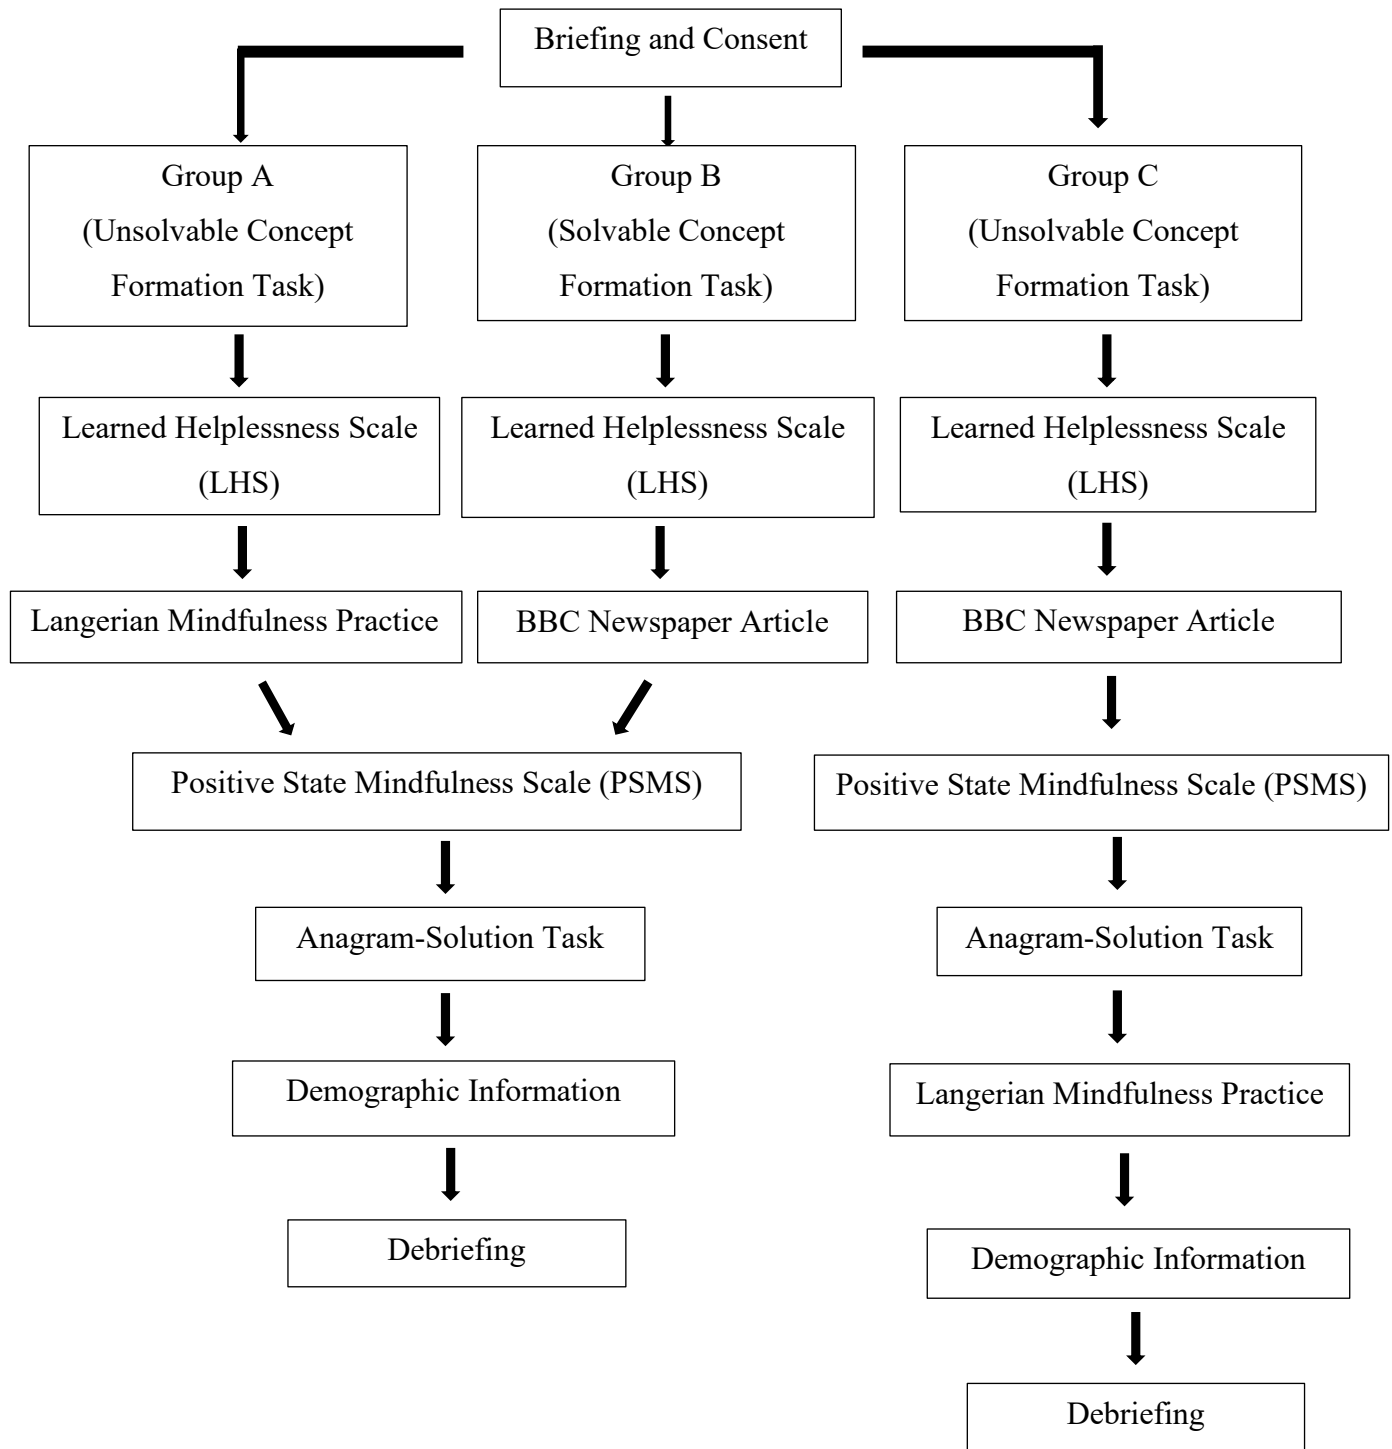 Briefing and Consent
Group A
(Unsolvable Concept
Formation Task)
Group B
(Solvable Concept
Formation Task)
Group C
(Unsolvable Concept
Formation Task)
Learned Helplessness Scale
(LHS)
Learned Helplessness Scale
(LHS)
Learned Helplessness Scale
(LHS)
Langerian Mindfulness Practice
BBC Newspaper Article
BBC Newspaper Article
Positive State Mindfulness Scale (PSMS)
Positive State Mindfulness Scale (PSMS)
Anagram-Solution Task
Anagram-Solution Task
Demographic Information
Langerian Mindfulness Practice
Debriefing
Demographic Information
Debriefing